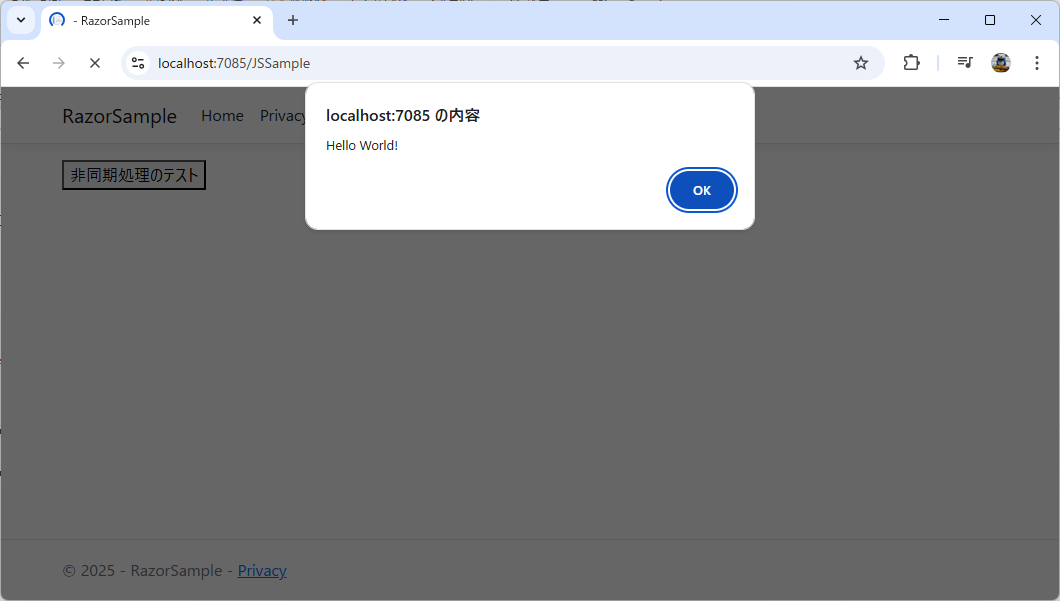 - RazorSample
localhost:7085/JSSample
RazorSample Home Privacy
localhost:7085 の内容
Hello World!
OK
非同期処理のテスト
© 2025 - RazorSample - Privacy